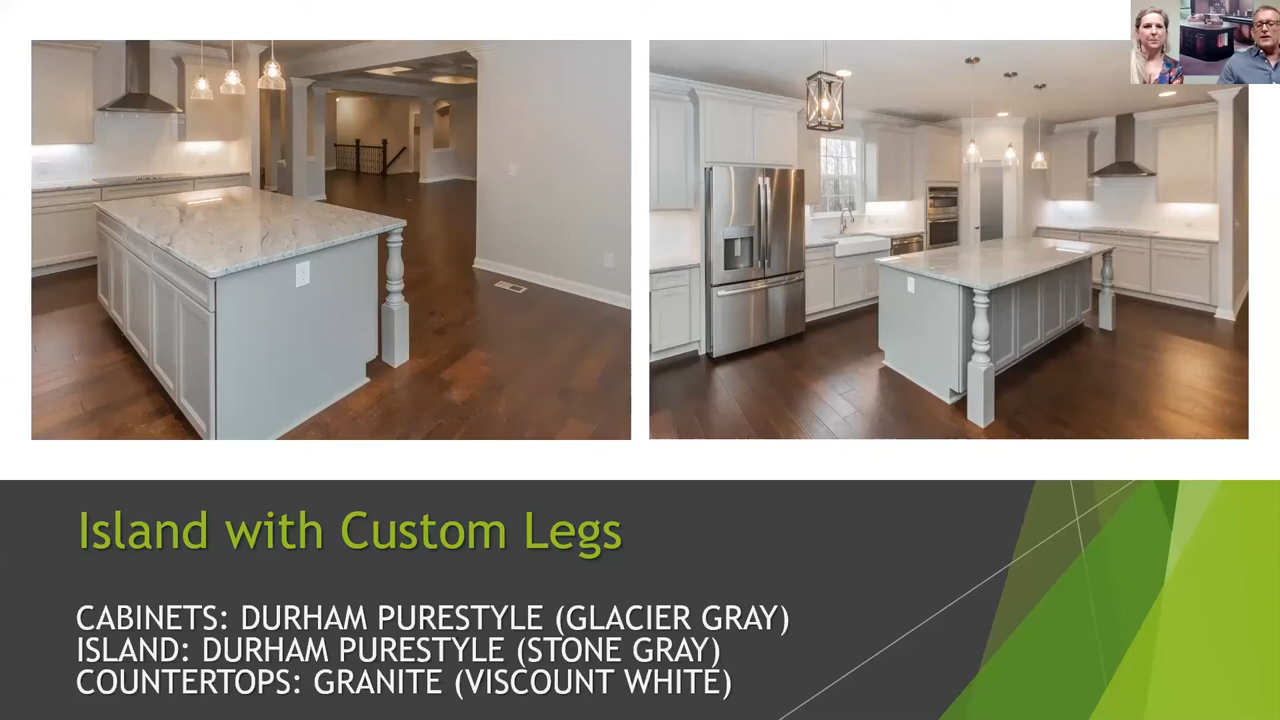 Island with Custom Legs
CABINETS: DURHAM PURESTYLE (GLACIER GRAY)
ISLAND: DURHAM PURESTYLE (STONE GRAY)
COUNTERTOPS: GRANITE (VISCOUNT WHITE)